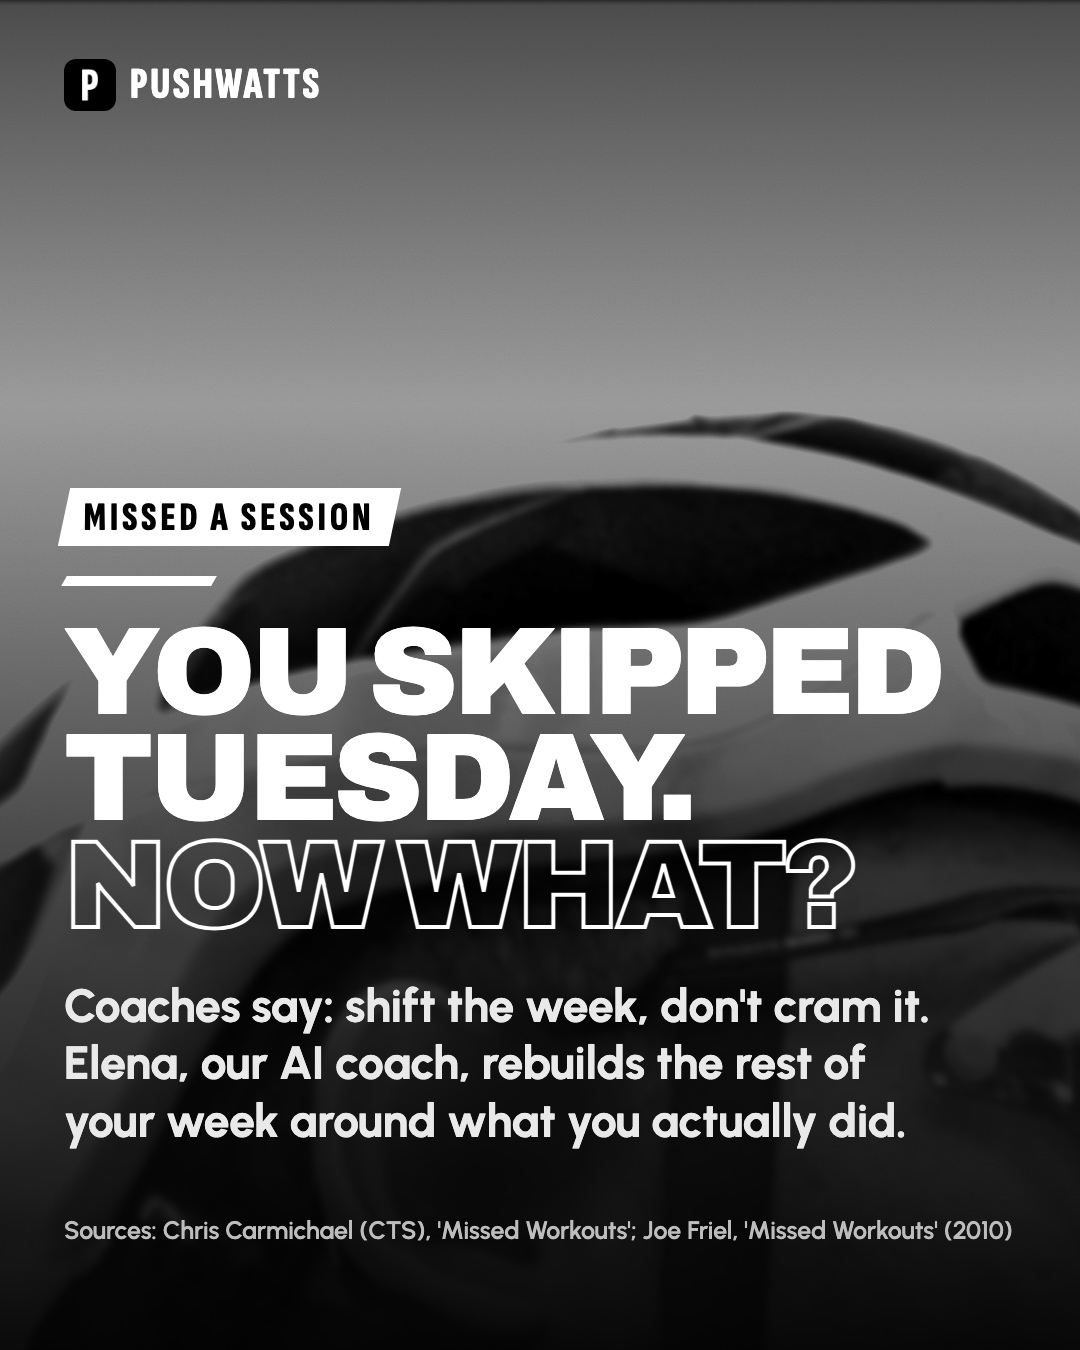 P PUSHWATTS
MISSED A SESSION
YOU SKIPPED
TUESDAY.
NOW WHAT?
Coaches say: shift the week, don't cram it.
Elena, our AI coach, rebuilds the rest of
your week around what you actually did.
Sources: Chris Carmichael (CTS), 'Missed Workouts'; Joe Friel, 'Missed Workouts' (2010)